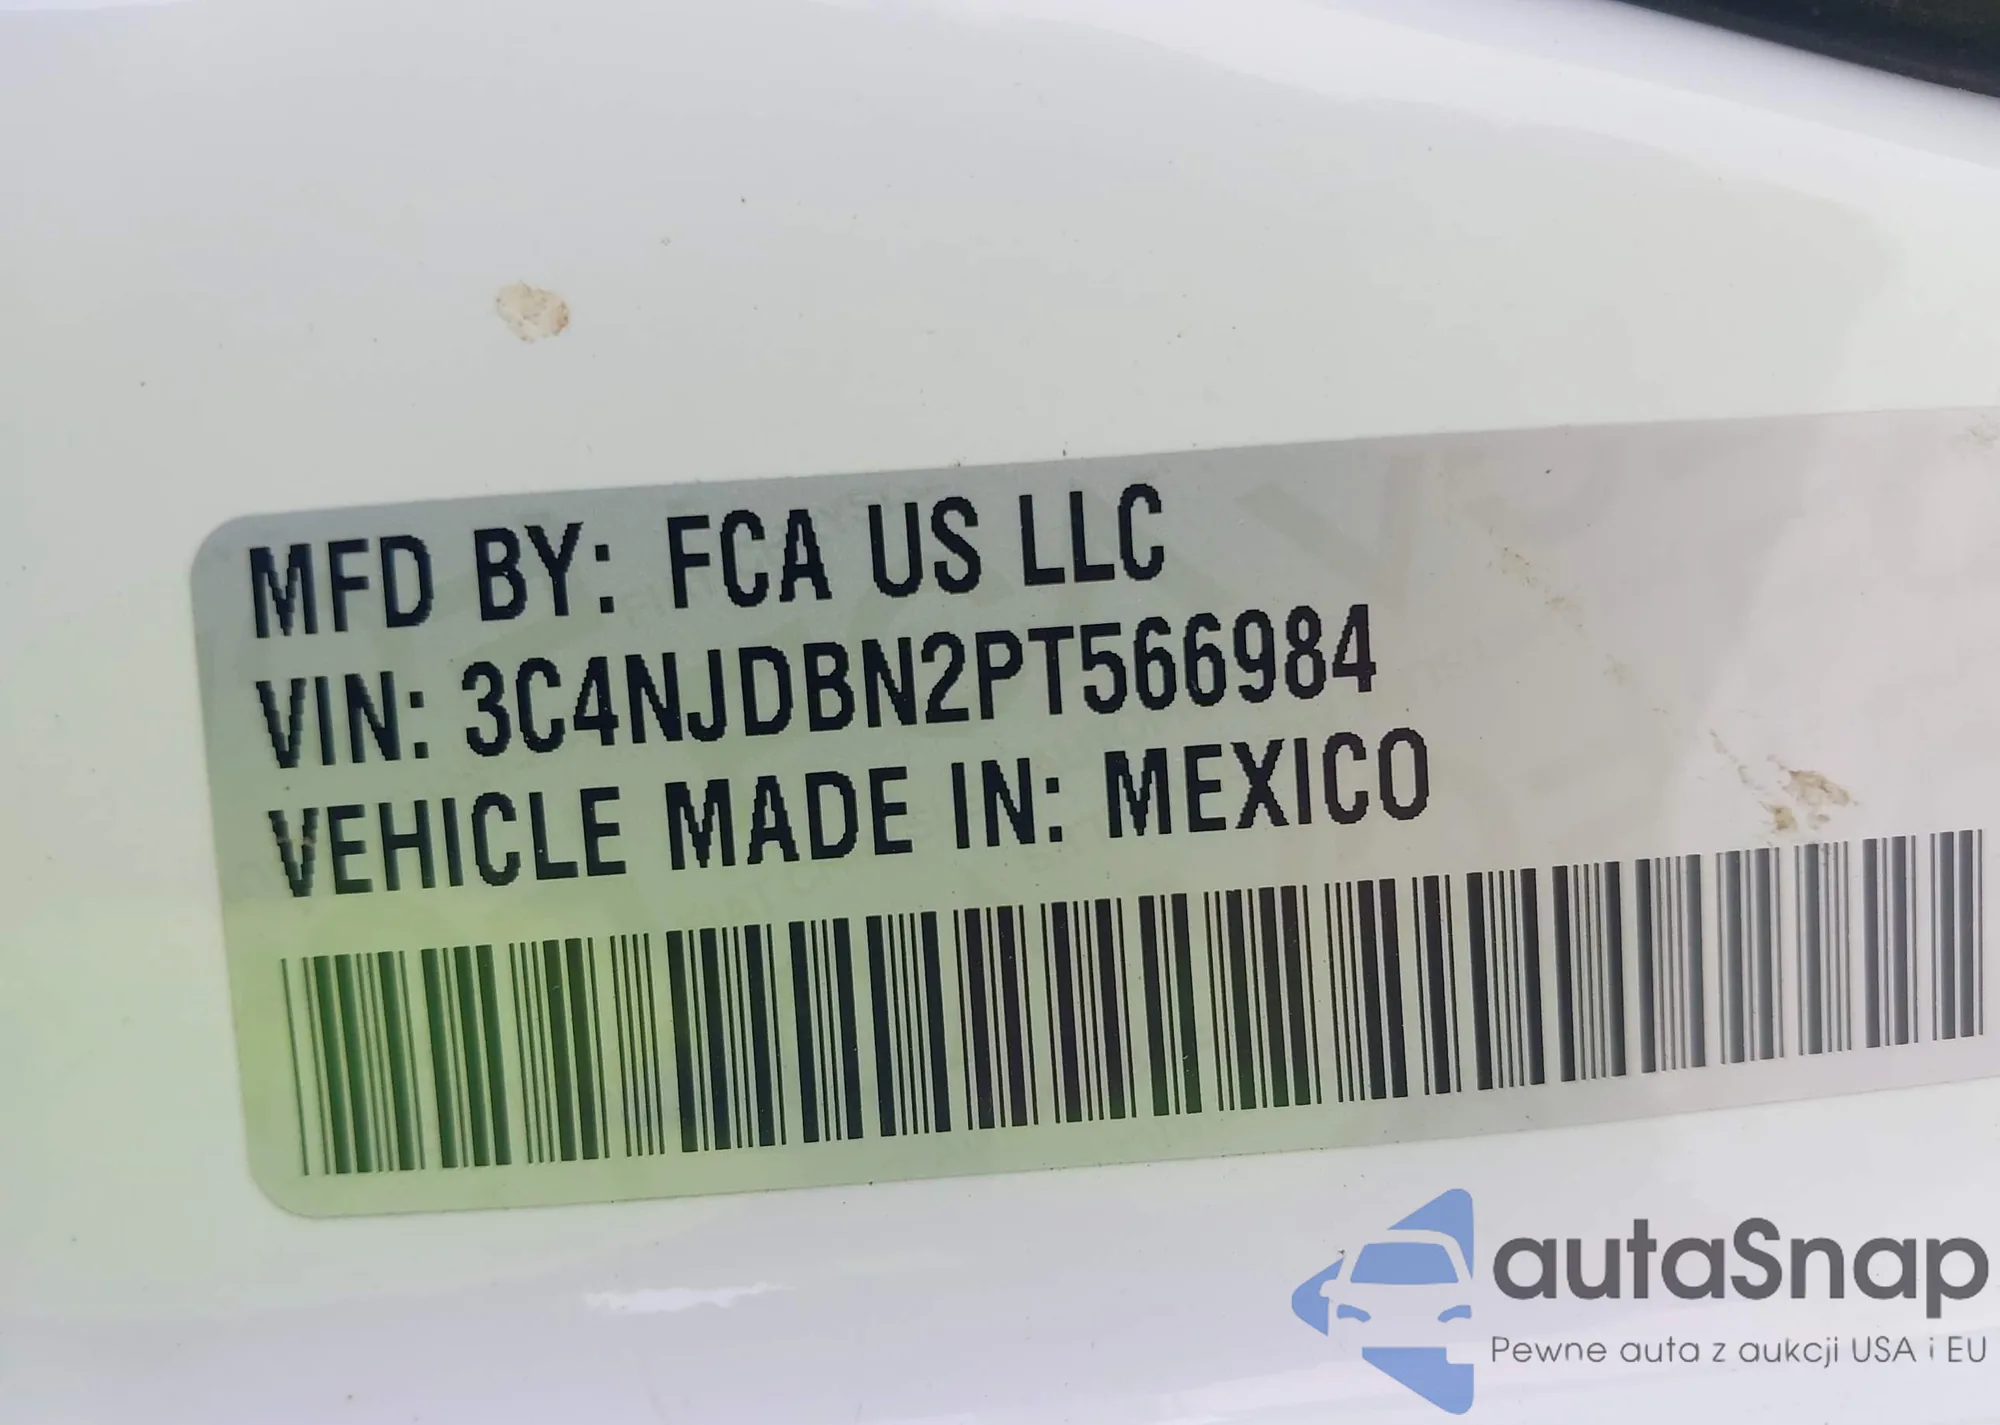 MFD BY: FCA US LLC
VIN: 3C4NJDBN2PT566984
VEHICLE MADE IN: MEXICO
autaSnap
Pewne auta z aukcji USA i EU